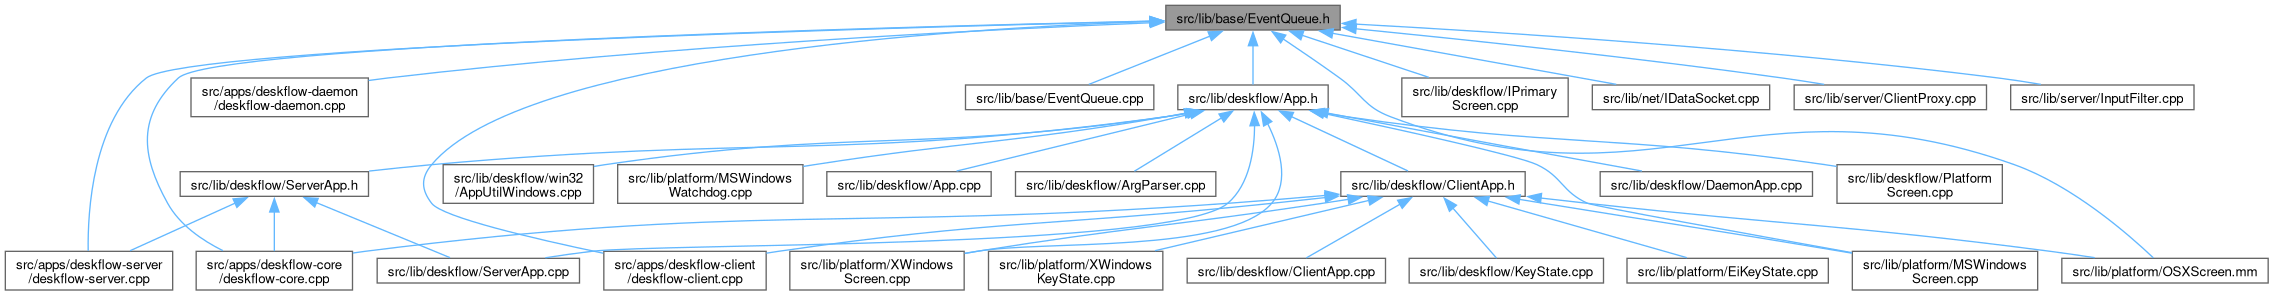 src/lib/base/EventQueue.h
src/apps/deskflow-daemon
/deskflow-daemon.cpp
src/lib/base/EventQueue.cpp
src/lib/deskflow/App.h
src/lib/deskflow/IPrimary
Screen.cpp
src/lib/net/IDataSocket.cpp
src/lib/server/ClientProxy.cpp
src/lib/server/InputFilter.cpp
src/lib/deskflow/ServerApp.h
src/lib/deskflow/win32
/AppUtilWindows.cpp
src/lib/platform/MSWindows
Watchdog.cpp
src/lib/deskflow/App.cpp
src/lib/deskflow/ArgParser.cpp
src/lib/deskflow/ClientApp.h
src/lib/deskflow/DaemonApp.cpp
src/lib/deskflow/Platform
Screen.cpp
src/apps/deskflow-server
/deskflow-server.cpp
src/apps/deskflow-core
/deskflow-core.cpp
src/lib/deskflow/ServerApp.cpp
src/apps/deskflow-client
/deskflow-client.cpp
src/lib/platform/XWindows
Screen.cpp
src/lib/platform/XWindows
KeyState.cpp
src/lib/deskflow/ClientApp.cpp
src/lib/deskflow/KeyState.cpp
src/lib/platform/EiKeyState.cpp
src/lib/platform/MSWindows
Screen.cpp
src/lib/platform/OSXScreen.mm